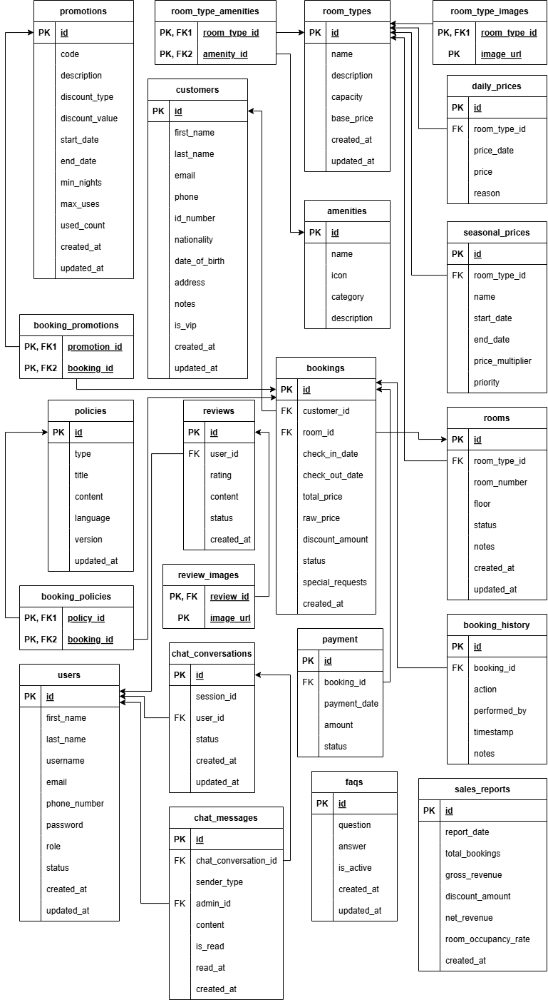 promotions
PK id
code
description
discount_type
discount_value
start_date
end_date
min_nights
max_uses
used_count
created_at
updated_at
room_type_amenities
PK, FK1 room_type_id
PK, FK2 amenity_id
room_types
PK id
name
description
capacity
base_price
created_at
updated_at
room_type_images
PK, FK1 room_type_id
PK image_url
customers
PK id
first_name
last_name
email
phone
id_number
nationality
date_of_birth
address
notes
is_vip
created_at
updated_at
daily_prices
PK id
FK room_type_id
price_date
price
reason
amenities
PK id
name
icon
category
description
seasonal_prices
PK id
FK room_type_id
name
start_date
end_date
price_multiplier
priority
booking_promotions
PK, FK1 promotion_id
PK, FK2 booking_id
bookings
PK id
FK customer_id
FK room_id
check_in_date
check_out_date
total_price
raw_price
discount_amount
status
special_requests
created_at
policies
PK id
type
title
content
language
version
updated_at
reviews
PK id
FK user_id
rating
content
status
created_at
rooms
PK id
FK room_type_id
room_number
floor
status
notes
created_at
updated_at
review_images
PK, FK review_id
PK image_url
booking_policies
PK, FK1 policy_id
PK, FK2 booking_id
booking_history
PK id
FK booking_id
action
performed_by
timestamp
notes
payment
PK id
FK booking_id
payment_date
amount
status
chat_conversations
PK id
session_id
FK user_id
status
created_at
updated_at
users
PK id
first_name
last_name
username
email
phone_number
password
role
status
created_at
updated_at
faqs
PK id
question
answer
is_active
created_at
updated_at
sales_reports
PK id
report_date
total_bookings
gross_revenue
discount_amount
net_revenue
room_occupancy_rate
created_at
chat_messages
PK id
FK chat_conversation_id
sender_type
FK admin_id
content
is_read
read_at
created_at